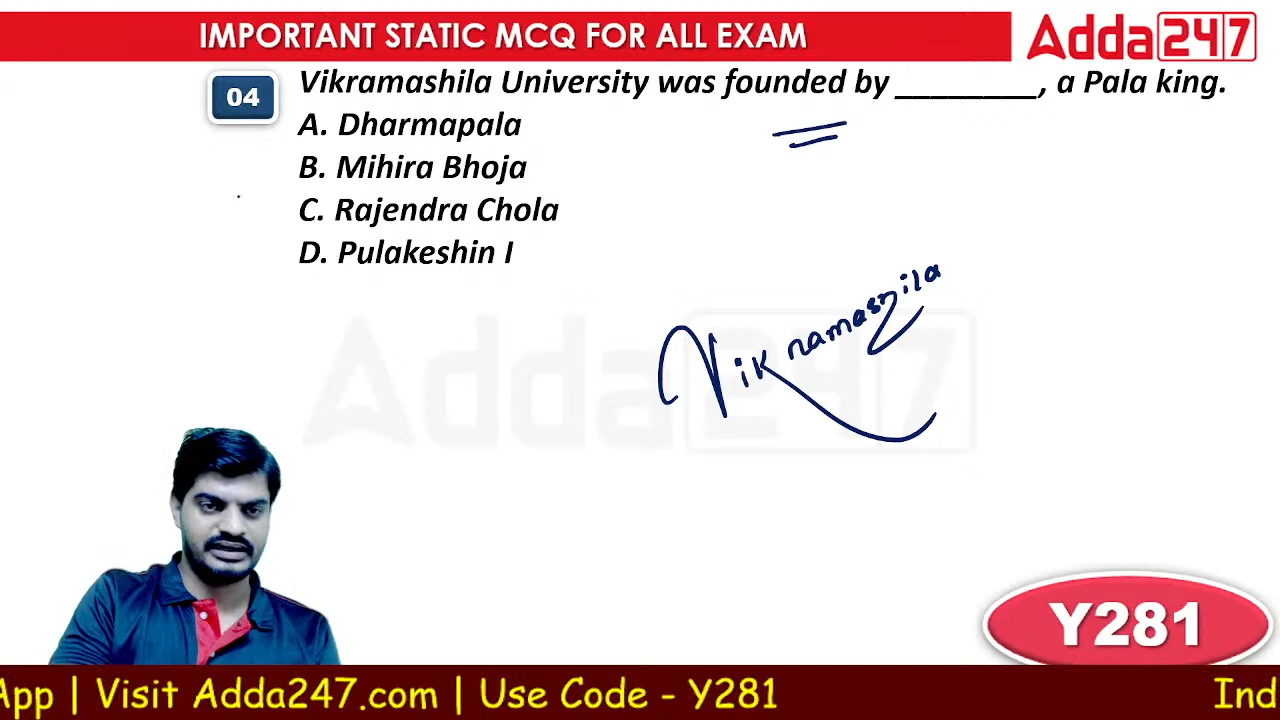 IMPORTANT STATIC MCQ FOR ALL EXAM
Adda247
04
Vikramashila University was founded by ________, a Pala king.
A. Dharmapala
B. Mihira Bhoja
C. Rajendra Chola
D. Pulakeshin I
Vikramashila
Adda247
Y281
App | Visit Adda247.com | Use Code - Y281
Ind